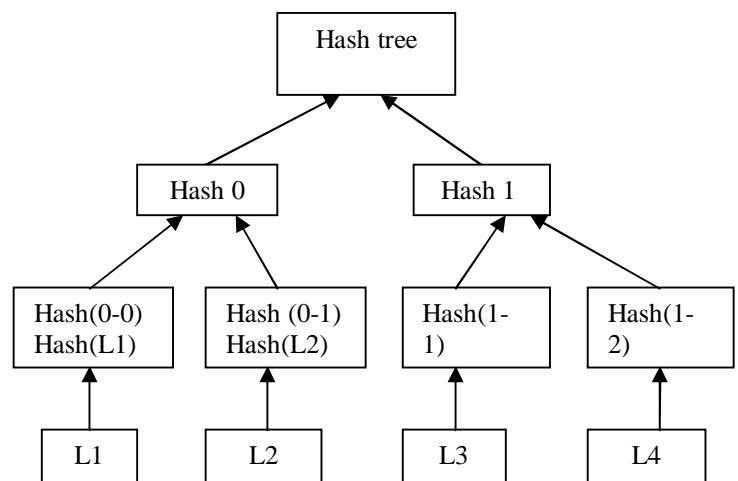 Hash tree
Hash 0
Hash 1
Hash(0-0)
Hash(L1)
Hash (0-1)
Hash(L2)
Hash(1-
1)
Hash(1-
2)
L1
L2
L3
L4